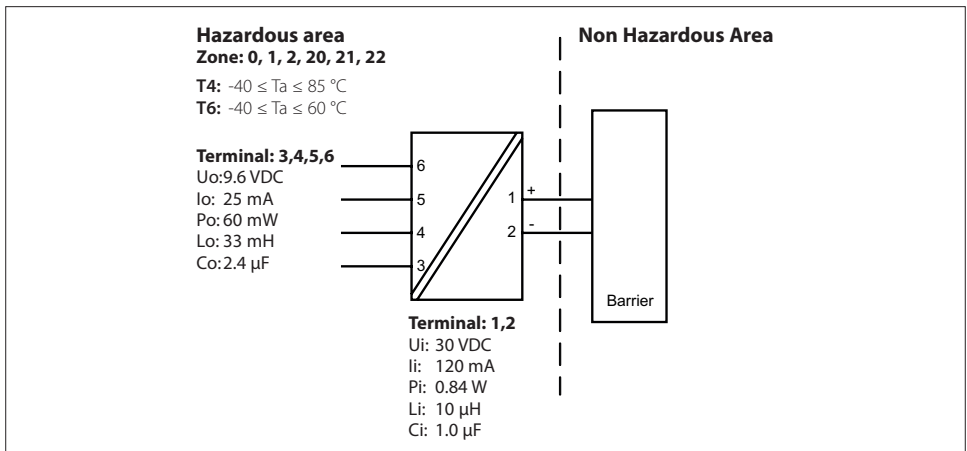 Hazardous area
Zone: 0, 1, 2, 20, 21, 22
T4: -40 ≤ Ta ≤ 85 °C
T6: -40 ≤ Ta ≤ 60 °C
Terminal: 3,4,5,6
Uo:9.6 VDC
Io: 25 mA
Po: 60 mW
Lo: 33 mH
Co:2.4 µF
6
5
4
3
1
+
2
-
Terminal: 1,2
Ui: 30 VDC
Ii: 120 mA
Pi: 0.84 W
Li: 10 µH
Ci: 1.0 µF
Non Hazardous Area
Barrier